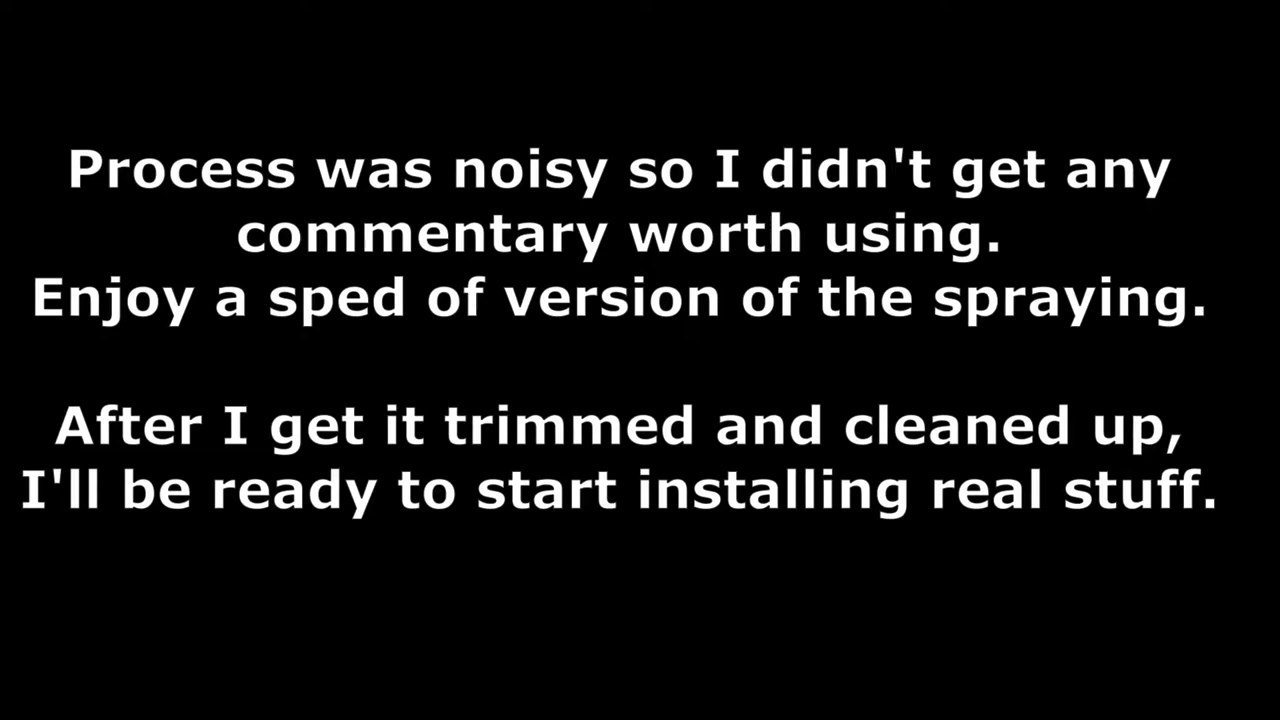 Process was noisy so I didn't get any
commentary worth using.
Enjoy a sped of version of the spraying.
After I get it trimmed and cleaned up,
I'll be ready to start installing real stuff.